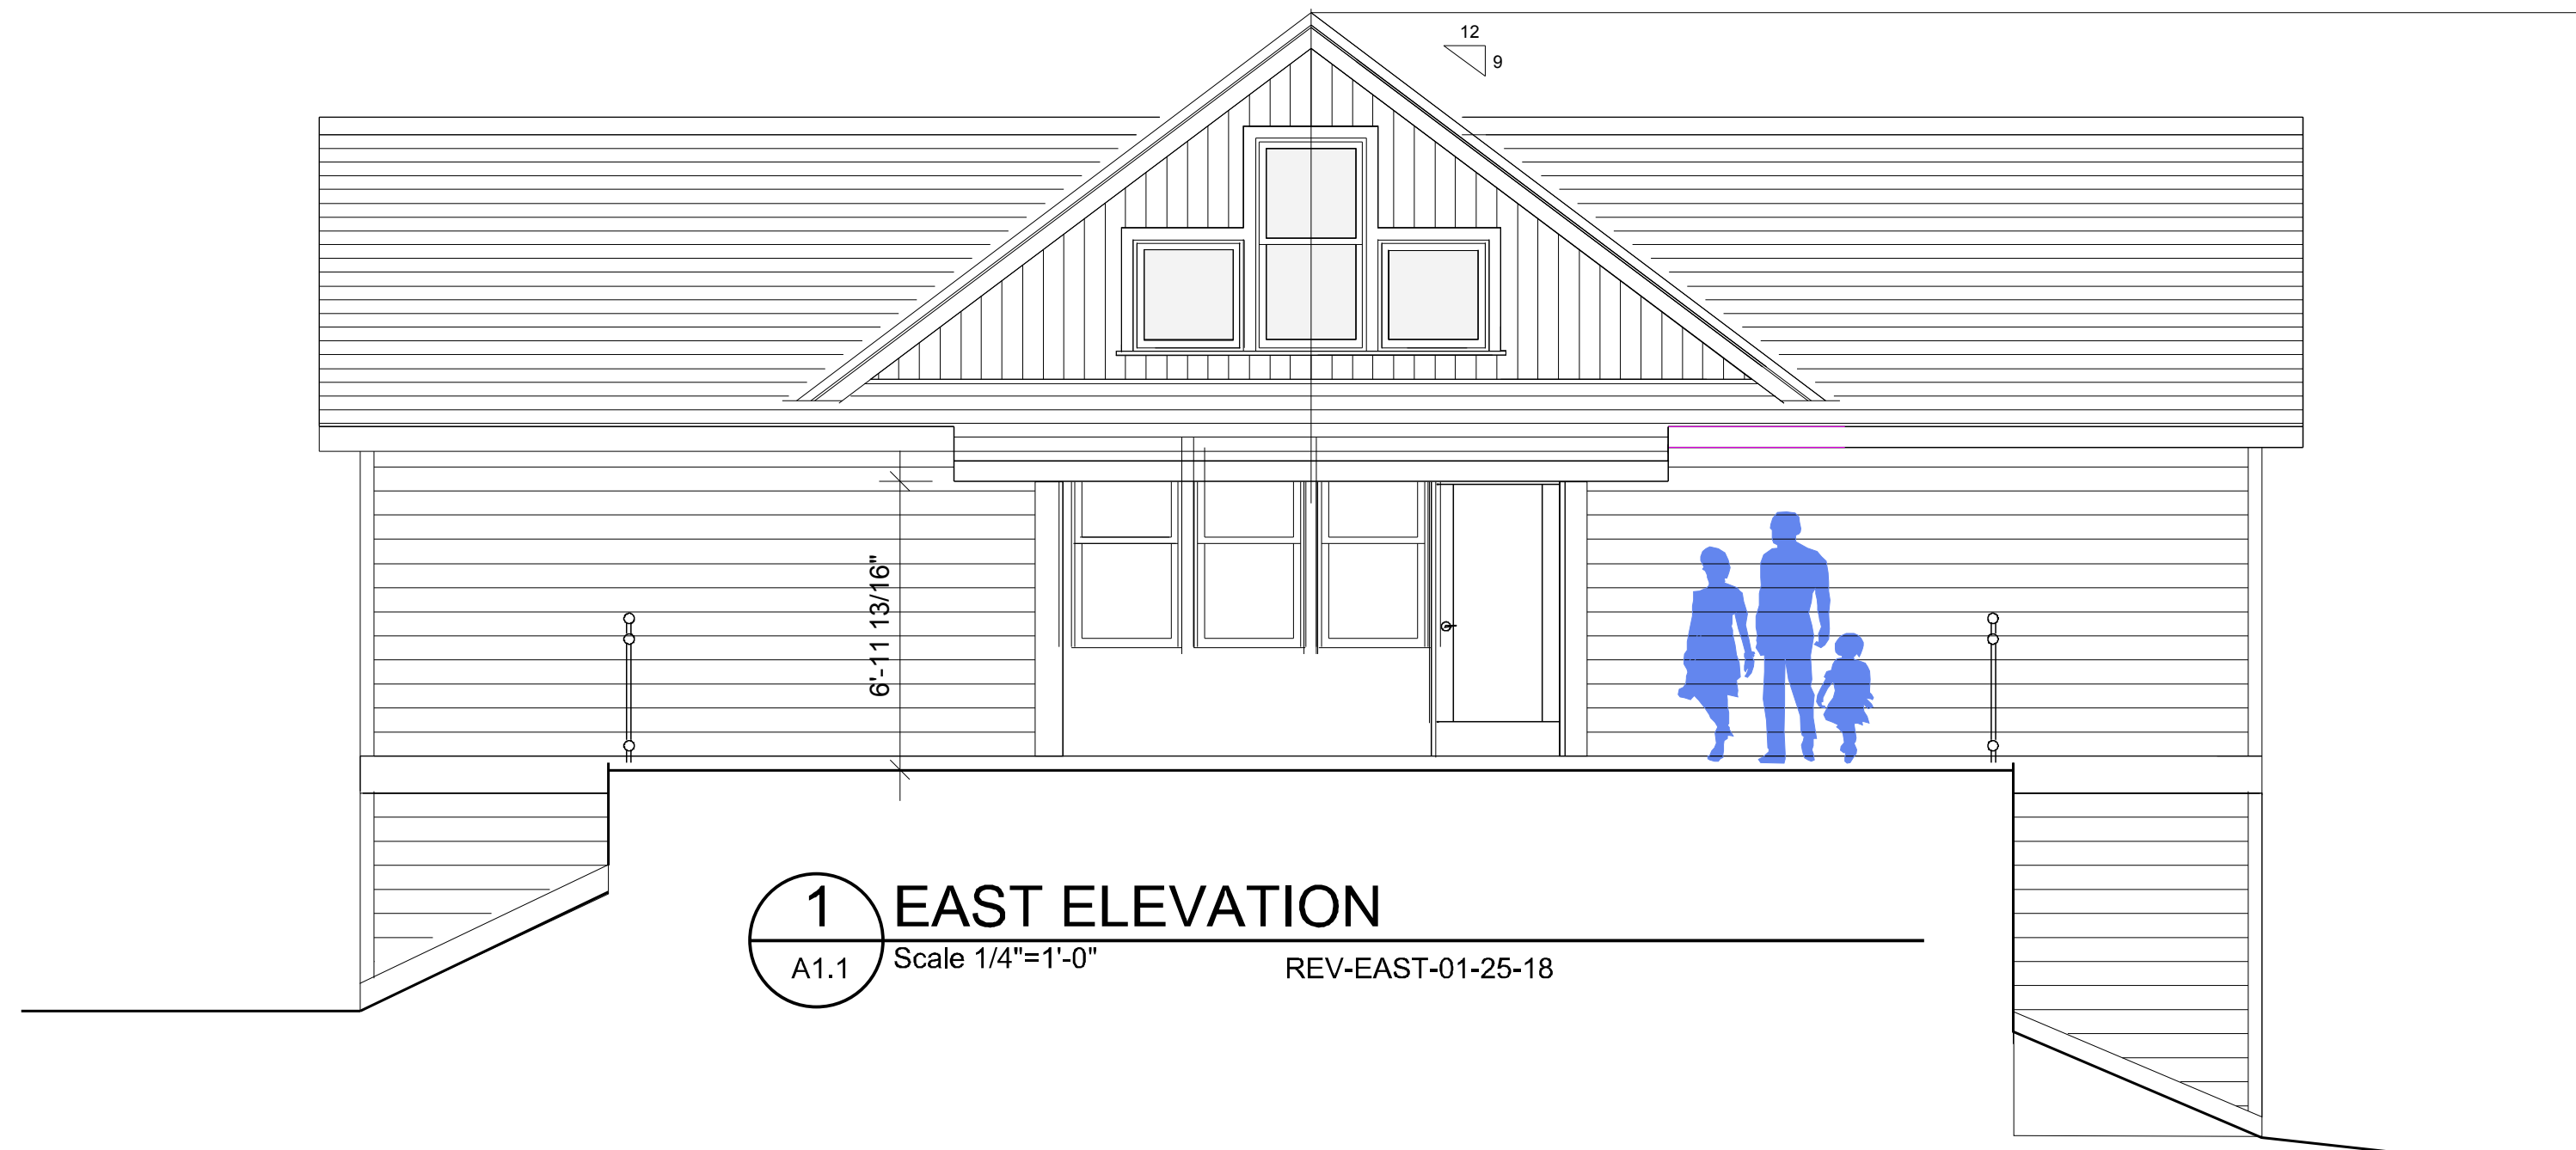 12
9
6'-11 13/16"
1
EAST ELEVATION
A1.1
Scale 1/4"=1'-0"
REV-EAST-01-25-18